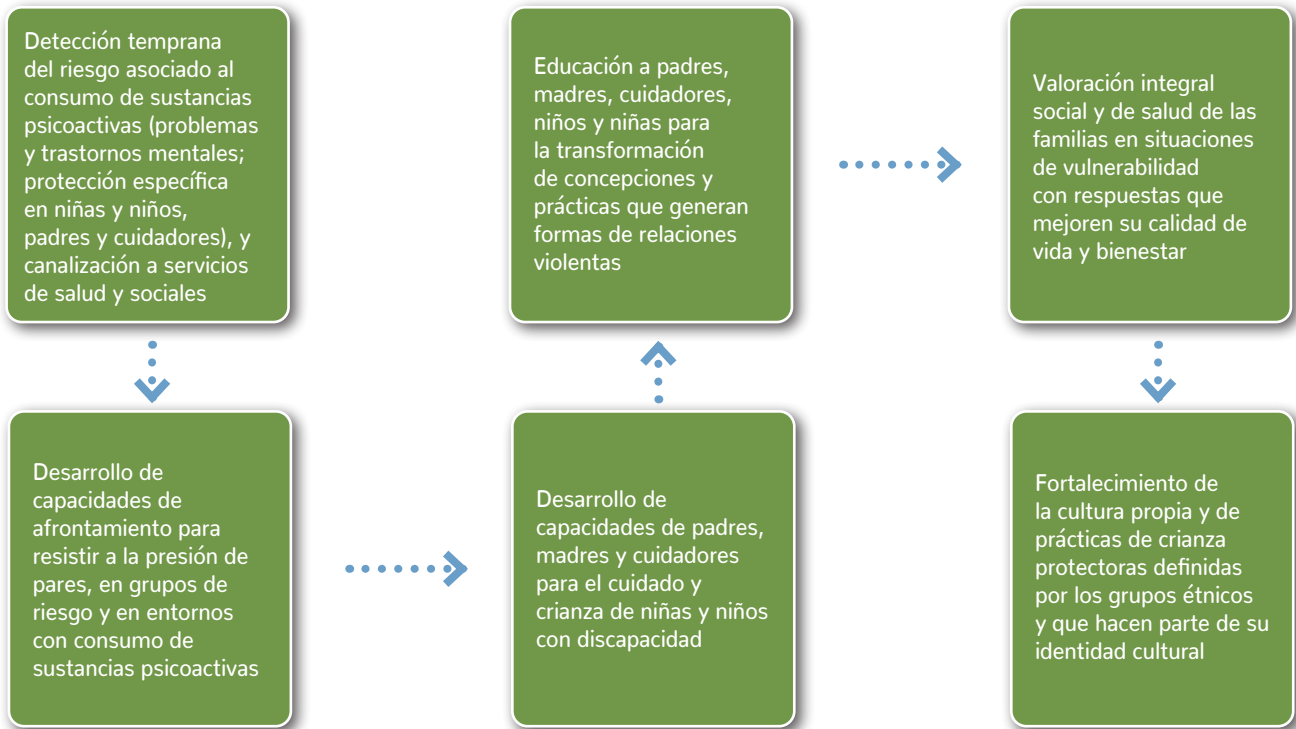 Detección temprana
del riesgo asociado al
consumo de sustancias
psicoactivas (problemas
y trastornos mentales;
protección específica
en niñas y niños,
padres y cuidadores), y
canalización a servicios
de salud y sociales
Desarrollo de
capacidades de
afrontamiento para
resistir a la presión de
pares, en grupos de
riesgo y en entornos
con consumo de
sustancias psicoactivas
Desarrollo de
capacidades de padres,
madres y cuidadores
para el cuidado y
crianza de niñas y niños
con discapacidad
Educación a padres,
madres, cuidadores,
niños y niñas para
la transformación
de concepciones y
prácticas que generan
formas de relaciones
violentas
Valoración integral
social y de salud de las
familias en situaciones
de vulnerabilidad
con respuestas que
mejoren su calidad de
vida y bienestar
Fortalecimiento de
la cultura propia y de
prácticas de crianza
protectoras definidas
por los grupos étnicos
y que hacen parte de su
identidad cultural